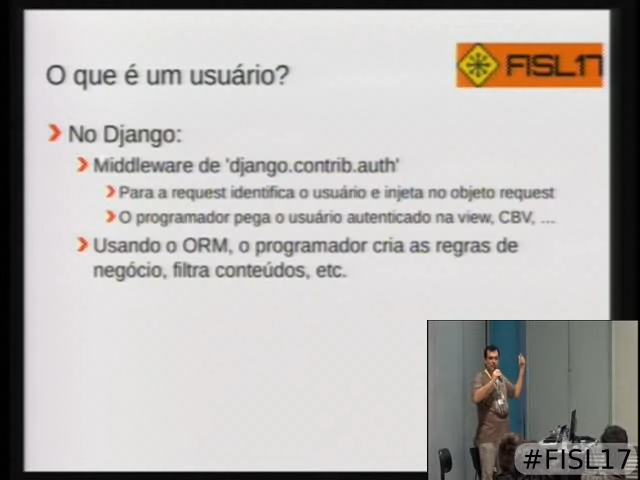 O que é um usuário?
FISL17
No Django:
Middleware de 'django.contrib.auth'
Para a request identifica o usuário e injeta no objeto request
O programador pega o usuário autenticado na view, CBV, ...
Usando o ORM, o programador cria as regras de
negócio, filtra conteúdos, etc.
#FISL17